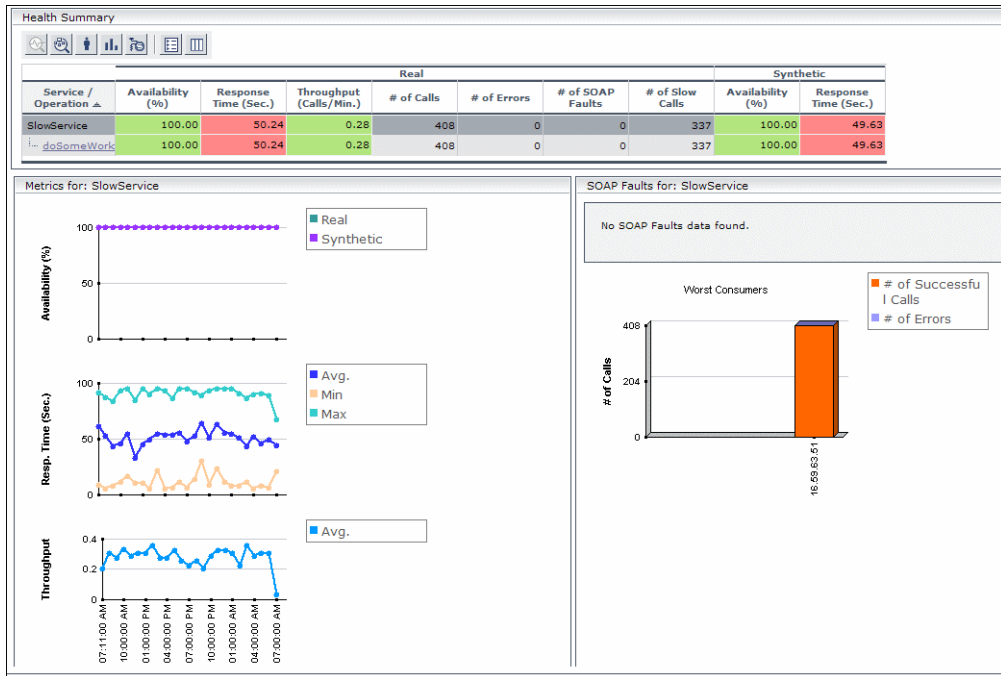 Health Summary
Real
Synthetic
Service / Operation
Availability (%)
Response Time (Sec.)
Throughput (Calls/Min.)
# of Calls
# of Errors
# of SOAP Faults
# of Slow Calls
Availability (%)
Response Time (Sec.)
SlowService 100.00 50.24 0.28 408 0 0 337 100.00 49.63
doSomeWork 100.00 50.24 0.28 408 0 0 337 100.00 49.63
Metrics for: SlowService
Availability (%)
100
50
0
Real
Synthetic
Resp. Time (Sec.)
100
50
0
Avg.
Min
Max
Throughput
0.4
0.2
0
Avg.
07:11:00 AM
10:00:00 AM
01:00:00 PM
04:00:00 PM
07:00:00 PM
10:00:00 PM
01:00:00 AM
04:00:00 AM
07:00:00 AM
SOAP Faults for: SlowService
No SOAP Faults data found.
Worst Consumers
# of Calls
408
204
0
16.59.63.51
# of Successfu
l Calls
# of Errors